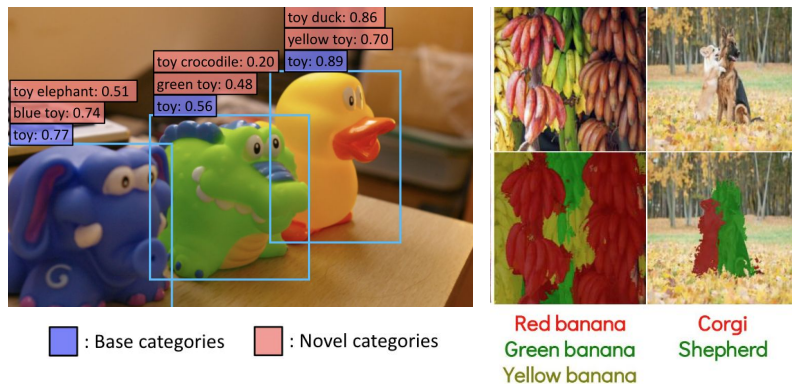 toy duck: 0.86
yellow toy: 0.70
toy: 0.89
toy crocodile: 0.20
green toy: 0.48
toy: 0.56
toy elephant: 0.51
blue toy: 0.74
toy: 0.77
: Base categories
: Novel categories
Red banana
Green banana
Yellow banana
Corgi
Shepherd